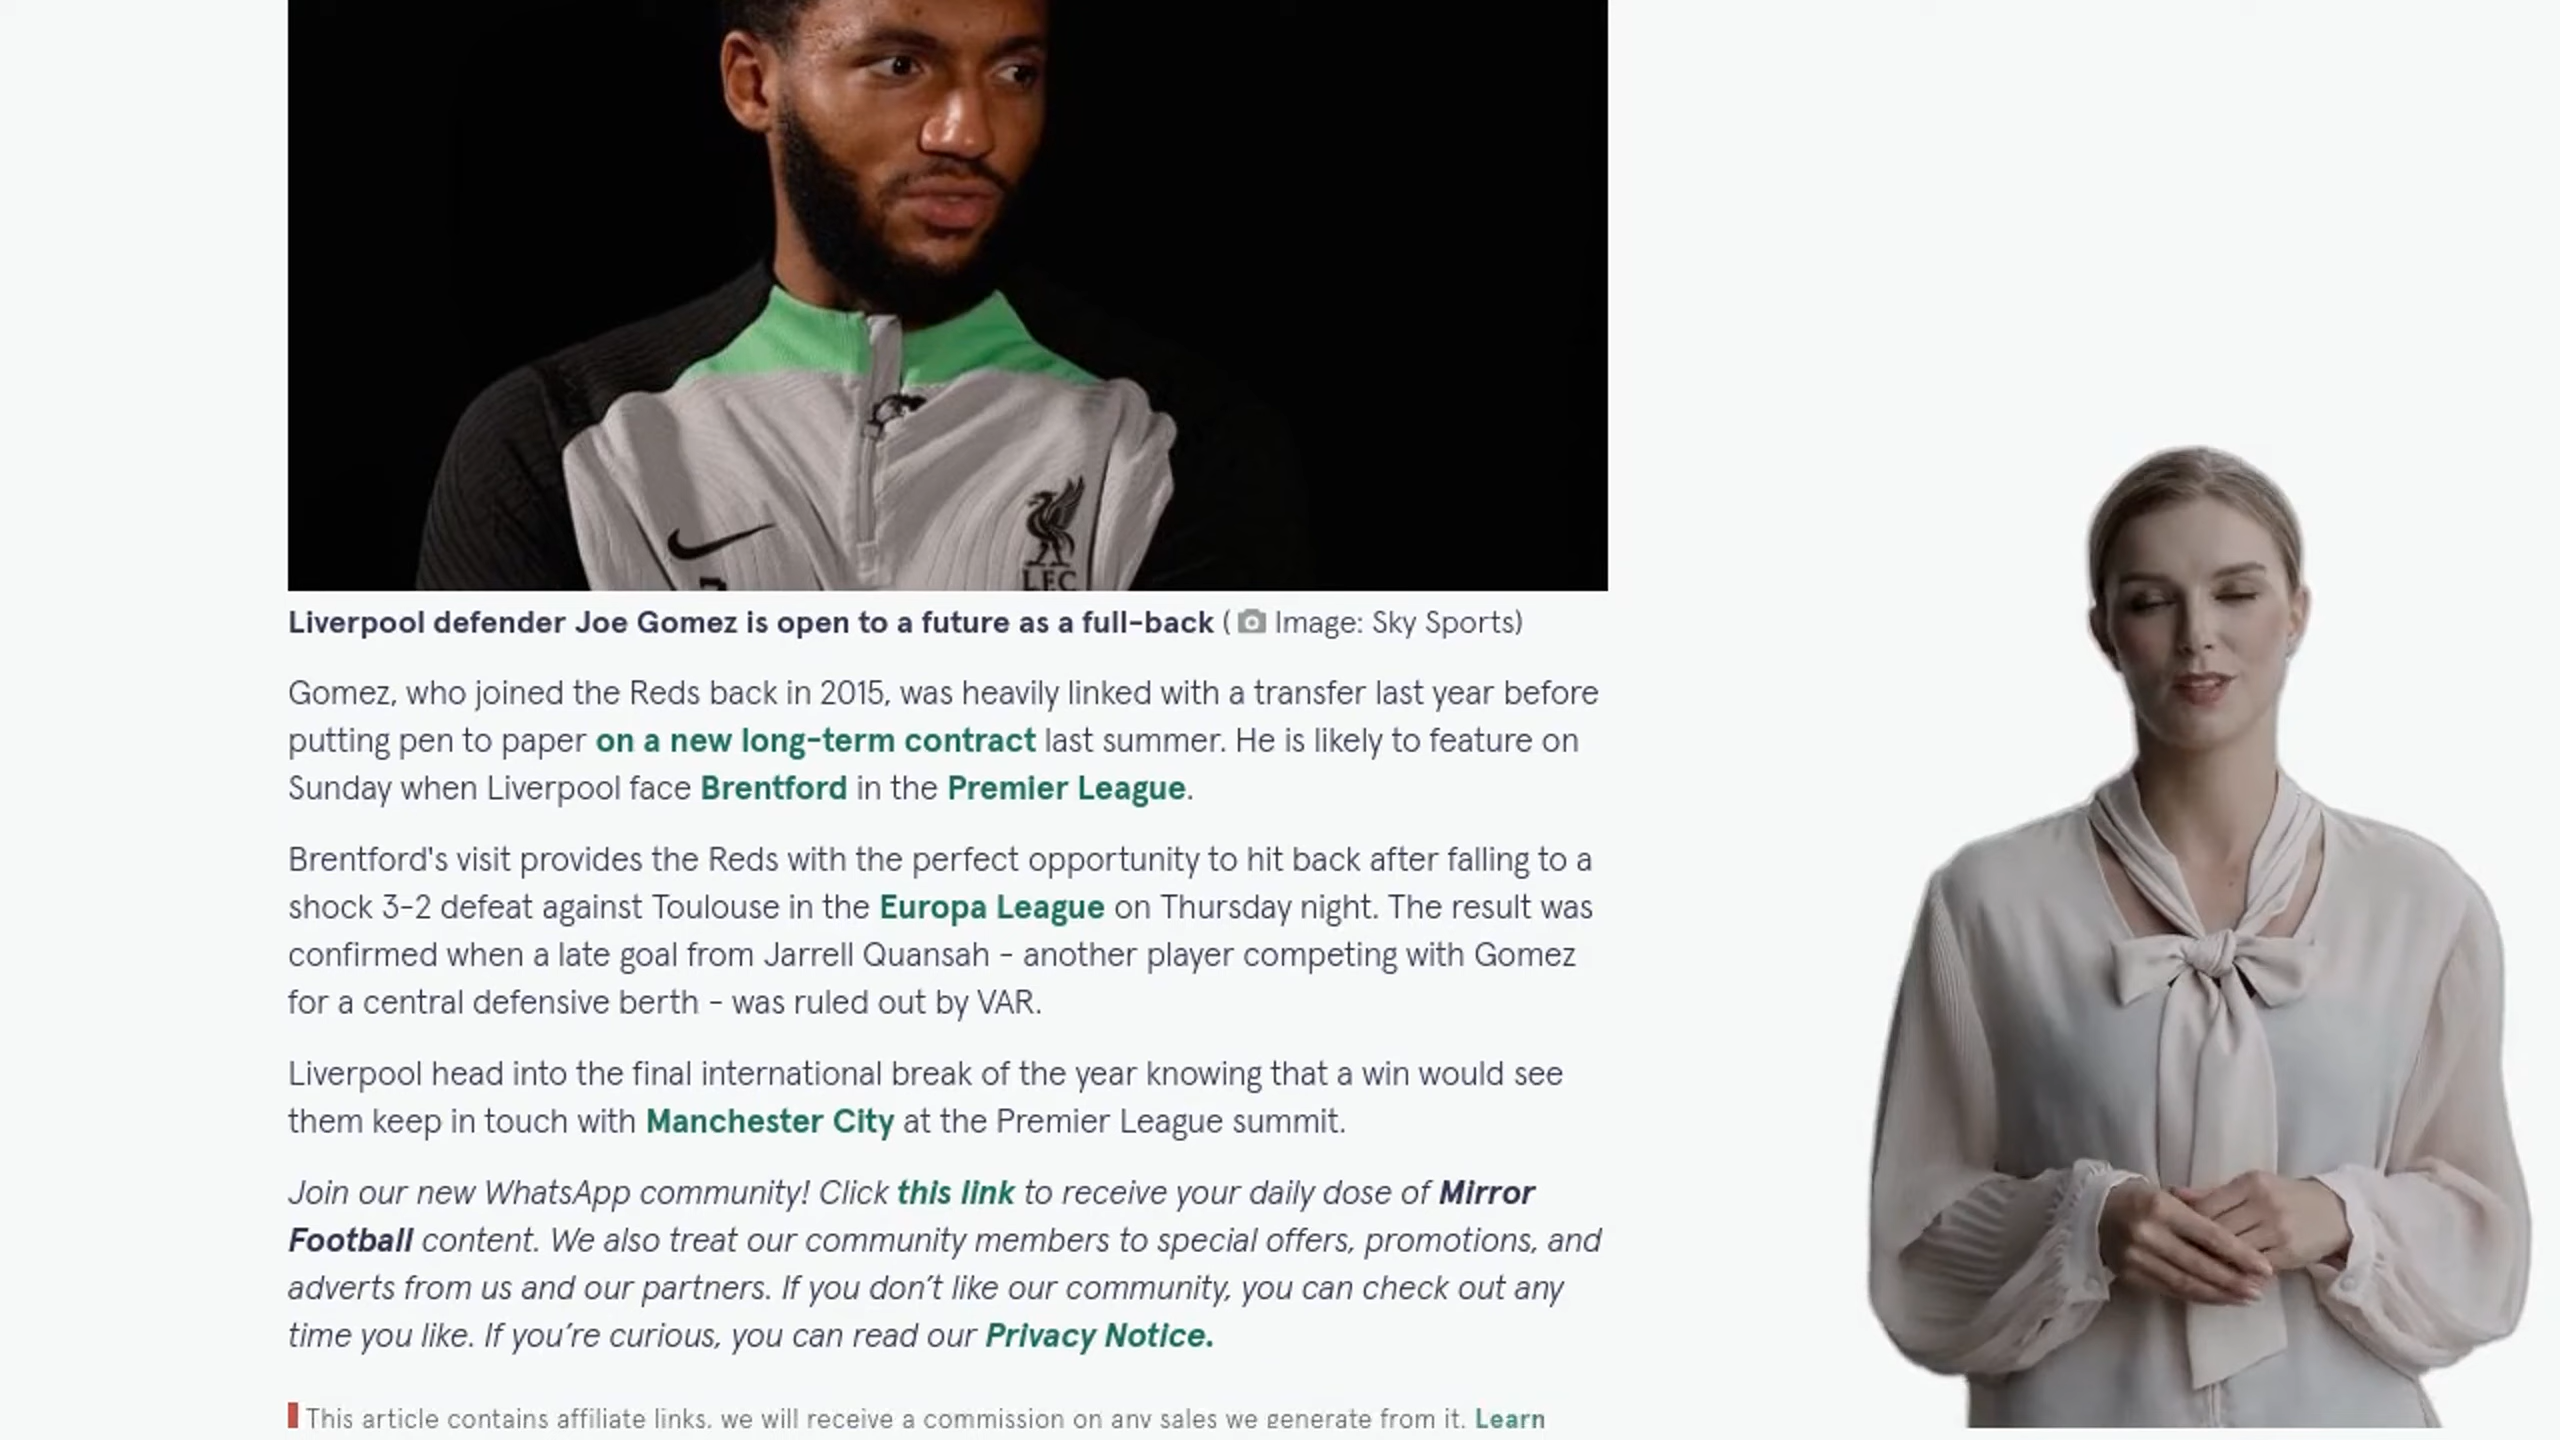 LFC
Liverpool defender Joe Gomez is open to a future as a full-back ( Image: Sky Sports)
Gomez, who joined the Reds back in 2015, was heavily linked with a transfer last year before
putting pen to paper on a new long-term contract last summer. He is likely to feature on
Sunday when Liverpool face Brentford in the Premier League.
Brentford's visit provides the Reds with the perfect opportunity to hit back after falling to a
shock 3-2 defeat against Toulouse in the Europa League on Thursday night. The result was
confirmed when a late goal from Jarrell Quansah - another player competing with Gomez
for a central defensive berth - was ruled out by VAR.
Liverpool head into the final international break of the year knowing that a win would see
them keep in touch with Manchester City at the Premier League summit.
Join our new WhatsApp community! Click this link to receive your daily dose of Mirror
Football content. We also treat our community members to special offers, promotions, and
adverts from us and our partners. If you don’t like our community, you can check out any
time you like. If you’re curious, you can read our Privacy Notice.
This article contains affiliate links, we will receive a commission on any sales we generate from it. Learn